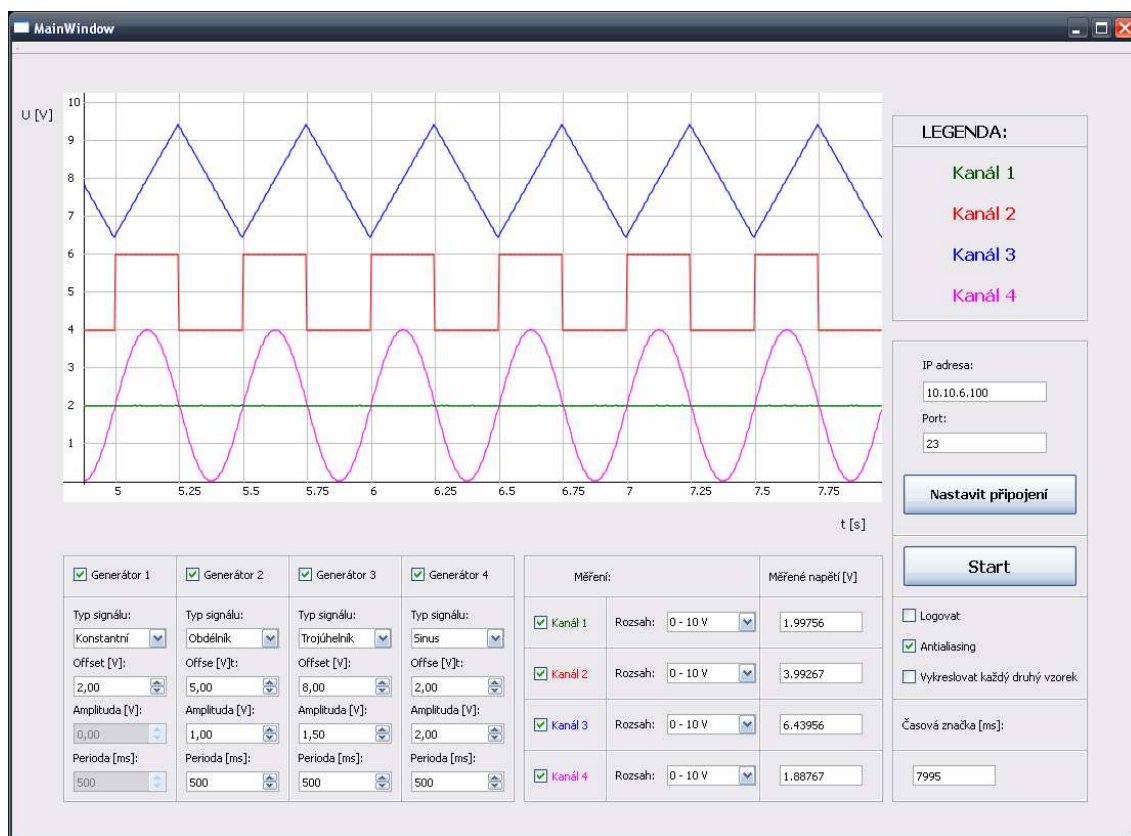 MainWindow
U [V]
10
9
8
7
6
5
4
3
2
1
5 5.25 5.5 5.75 6 6.25 6.5 6.75 7 7.25 7.5 7.75
t [s]
LEGENDA:
Kanál 1
Kanál 2
Kanál 3
Kanál 4
IP adresa:
10.10.6.100
Port:
23
Nastavit připojení
Start
Logovat
Antialiasing
Vykreslovat každý druhý vzorek
Časová značka [ms]:
7995
Generátor 1 Generátor 2 Generátor 3 Generátor 4
Typ signálu: Typ signálu: Typ signálu: Typ signálu:
Konstantní Obdélník Trojúhelník Sinus
Offset [V]: Offse [V]t: Offset [V]: Offse [V]t:
2,00 5,00 8,00 2,00
Amplituda [V]: Amplituda [V]: Amplituda [V]: Amplituda [V]:
0,00 1,00 1,50 2,00
Perioda [ms]: Perioda [ms]: Perioda [ms]: Perioda [ms]:
500 500 500 500
Měření: Měřené napětí [V]
Kanál 1 Rozsah: 0 - 10 V 1.99756
Kanál 2 Rozsah: 0 - 10 V 3.99267
Kanál 3 Rozsah: 0 - 10 V 6.43956
Kanál 4 Rozsah: 0 - 10 V 1.88767